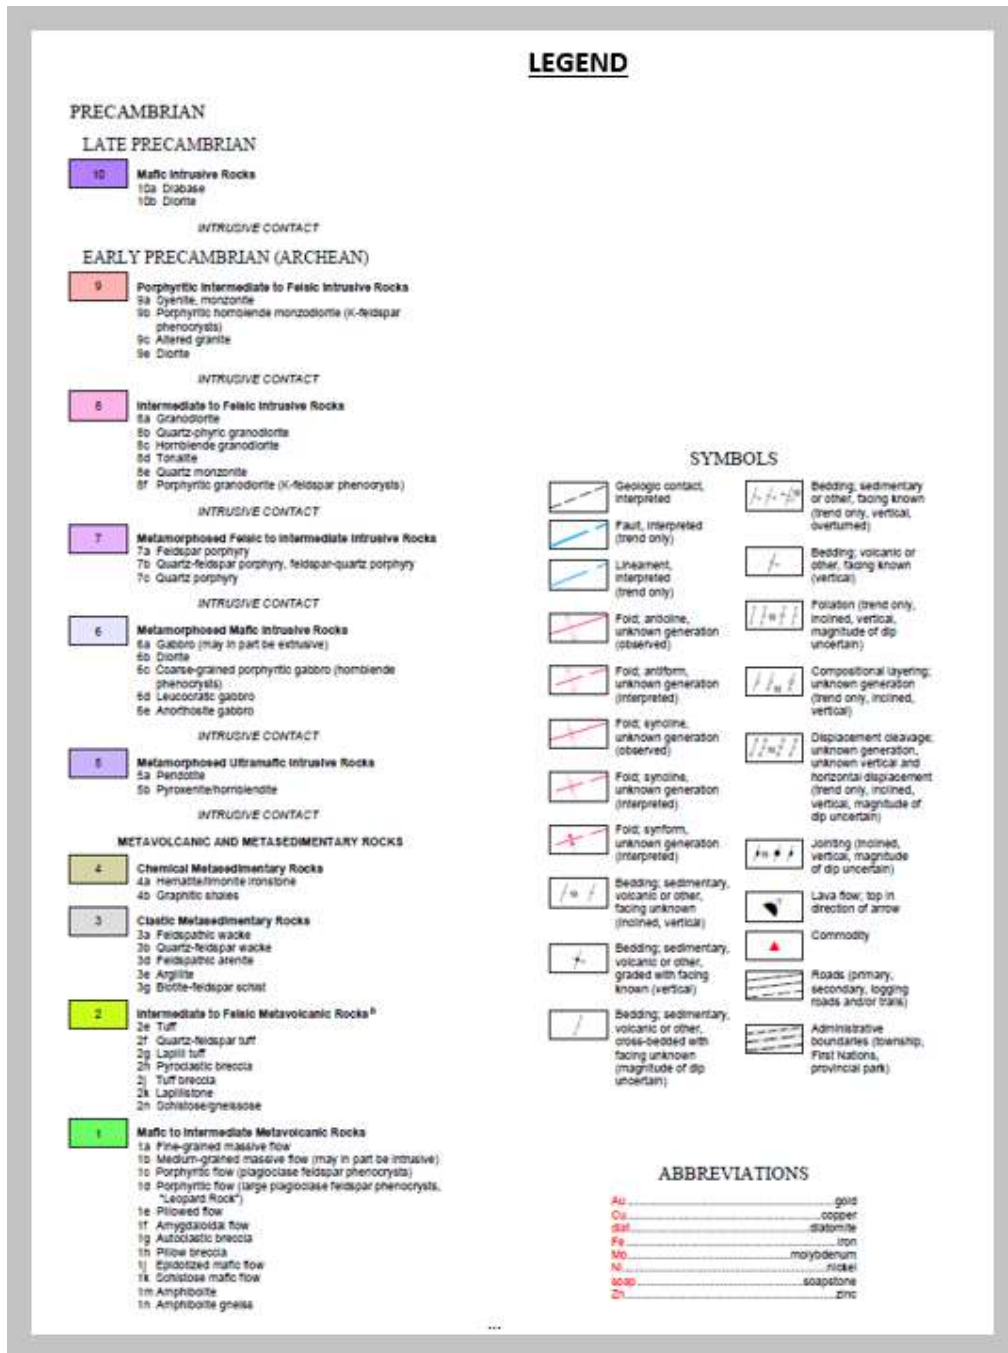 LEGEND
PRECAMBRIAN
LATE PRECAMBRIAN
10
Mafic Intrusive Rocks
10a Diabase
10b Diorite
INTRUSIVE CONTACT
EARLY PRECAMBRIAN (ARCHEAN)
9
Porphyritic Intermediate to Felsic Intrusive Rocks
9a Syenite, monzonite
9b Porphyritic hornblende monzodiorite (K-feldspar
phenocrysts)
9c Altered granite
9e Diorite
INTRUSIVE CONTACT
8
Intermediate to Felsic Intrusive Rocks
8a Granodiorite
8b Quartz-phyric granodiorite
8c Hornblende granodiorite
8d Tonalite
8e Quartz monzonite
8f Porphyritic granodiorite (K-feldspar phenocrysts)
INTRUSIVE CONTACT
7
Metamorphosed Felsic to Intermediate Intrusive Rocks
7a Feldspar porphyry
7b Quartz-feldspar porphyry, feldspar-quartz porphyry
7c Quartz porphyry
INTRUSIVE CONTACT
6
Metamorphosed Mafic Intrusive Rocks
6a Gabbro (may in part be extrusive)
6b Diorite
6c Coarse-grained porphyritic gabbro (hornblende
phenocrysts)
6d Leucocratic gabbro
6e Anorthosite gabbro
INTRUSIVE CONTACT
5
Metamorphosed Ultramafic Intrusive Rocks
5a Peridotite
5b Pyroxenite/hornblendite
INTRUSIVE CONTACT
METAVOLCANIC AND METASEDIMENTARY ROCKS
4
Chemical Metasedimentary Rocks
4a Hematite/limonite ironstone
4b Graphitic shales
3
Clastic Metasedimentary Rocks
3a Feldspathic wacke
3b Quartz-feldspar wacke
3d Feldspathic arenite
3e Argillite
3g Biotite-feldspar schist
2
Intermediate to Felsic Metavolcanic Rocks
2e Tuff
2f Quartz-feldspar tuff
2g Lapilli tuff
2h Pyroclastic breccia
2j Tuff breccia
2k Lapillistone
2n Schistose/gneissose
1
Mafic to Intermediate Metavolcanic Rocks
1a Fine-grained massive flow
1b Medium-grained massive flow (may in part be intrusive)
1c Porphyritic flow (plagioclase feldspar phenocrysts)
1d Porphyritic flow (large plagioclase feldspar phenocrysts,
"Leopard Rock")
1e Pillowed flow
1f Amygdaloidal flow
1g Autoclastic breccia
1h Pillow breccia
1j Epidotized mafic flow
1k Schistose mafic flow
1m Amphibolite
1n Amphibolite gneiss
SYMBOLS
Geologic contact,
interpreted
Fault, interpreted
(trend only)
Lineament,
interpreted
(trend only)
Fold; anticline,
unknown generation
(observed)
Fold; antiform,
unknown generation
(interpreted)
Fold; syncline,
unknown generation
(observed)
Fold; syncline,
unknown generation
(interpreted)
Fold; synform,
unknown generation
(interpreted)
Bedding; sedimentary,
volcanic or other,
facing unknown
(inclined, vertical)
Bedding; sedimentary,
volcanic or other,
graded with facing
known (vertical)
Bedding; sedimentary,
volcanic or other,
cross-bedded with
facing unknown
(magnitude of dip
uncertain)
Bedding, sedimentary
or other, facing known
(trend only, vertical,
overturned)
Bedding; volcanic or
other, facing known
(vertical)
Foliation (trend only,
inclined, vertical,
magnitude of dip
uncertain)
Compositional layering;
unknown generation
(trend only, inclined,
vertical)
Displacement cleavage;
unknown generation,
unknown vertical and
horizontal displacement
(trend only, inclined,
vertical, magnitude of
dip uncertain)
Jointing (inclined,
vertical, magnitude
of dip uncertain)
Lava flow; top in
direction of arrow
Commodity
Roads (primary,
secondary, logging
roads and/or trails)
Administrative
boundaries (township,
First Nations,
provincial park)
ABBREVIATIONS
Au gold
Cu copper
diat diatomite
Fe iron
Mo molybdenum
Ni nickel
soap soapstone
Zn zinc
...